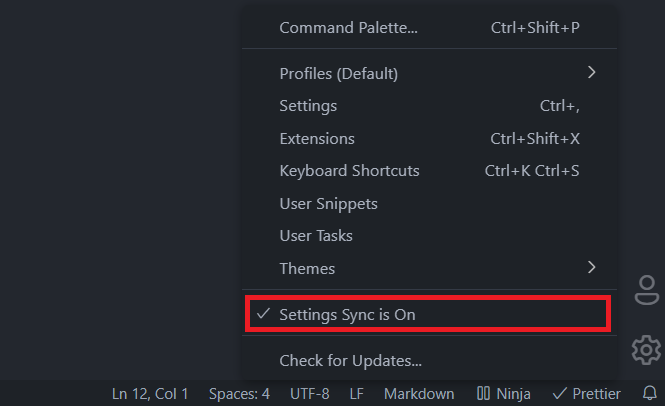 Command Palette... Ctrl+Shift+P
Profiles (Default)
Settings Ctrl+,
Extensions Ctrl+Shift+X
Keyboard Shortcuts Ctrl+K Ctrl+S
User Snippets
User Tasks
Themes
Settings Sync is On
Check for Updates...
Ln 12, Col 1 Spaces: 4 UTF-8 LF Markdown Ninja Prettier